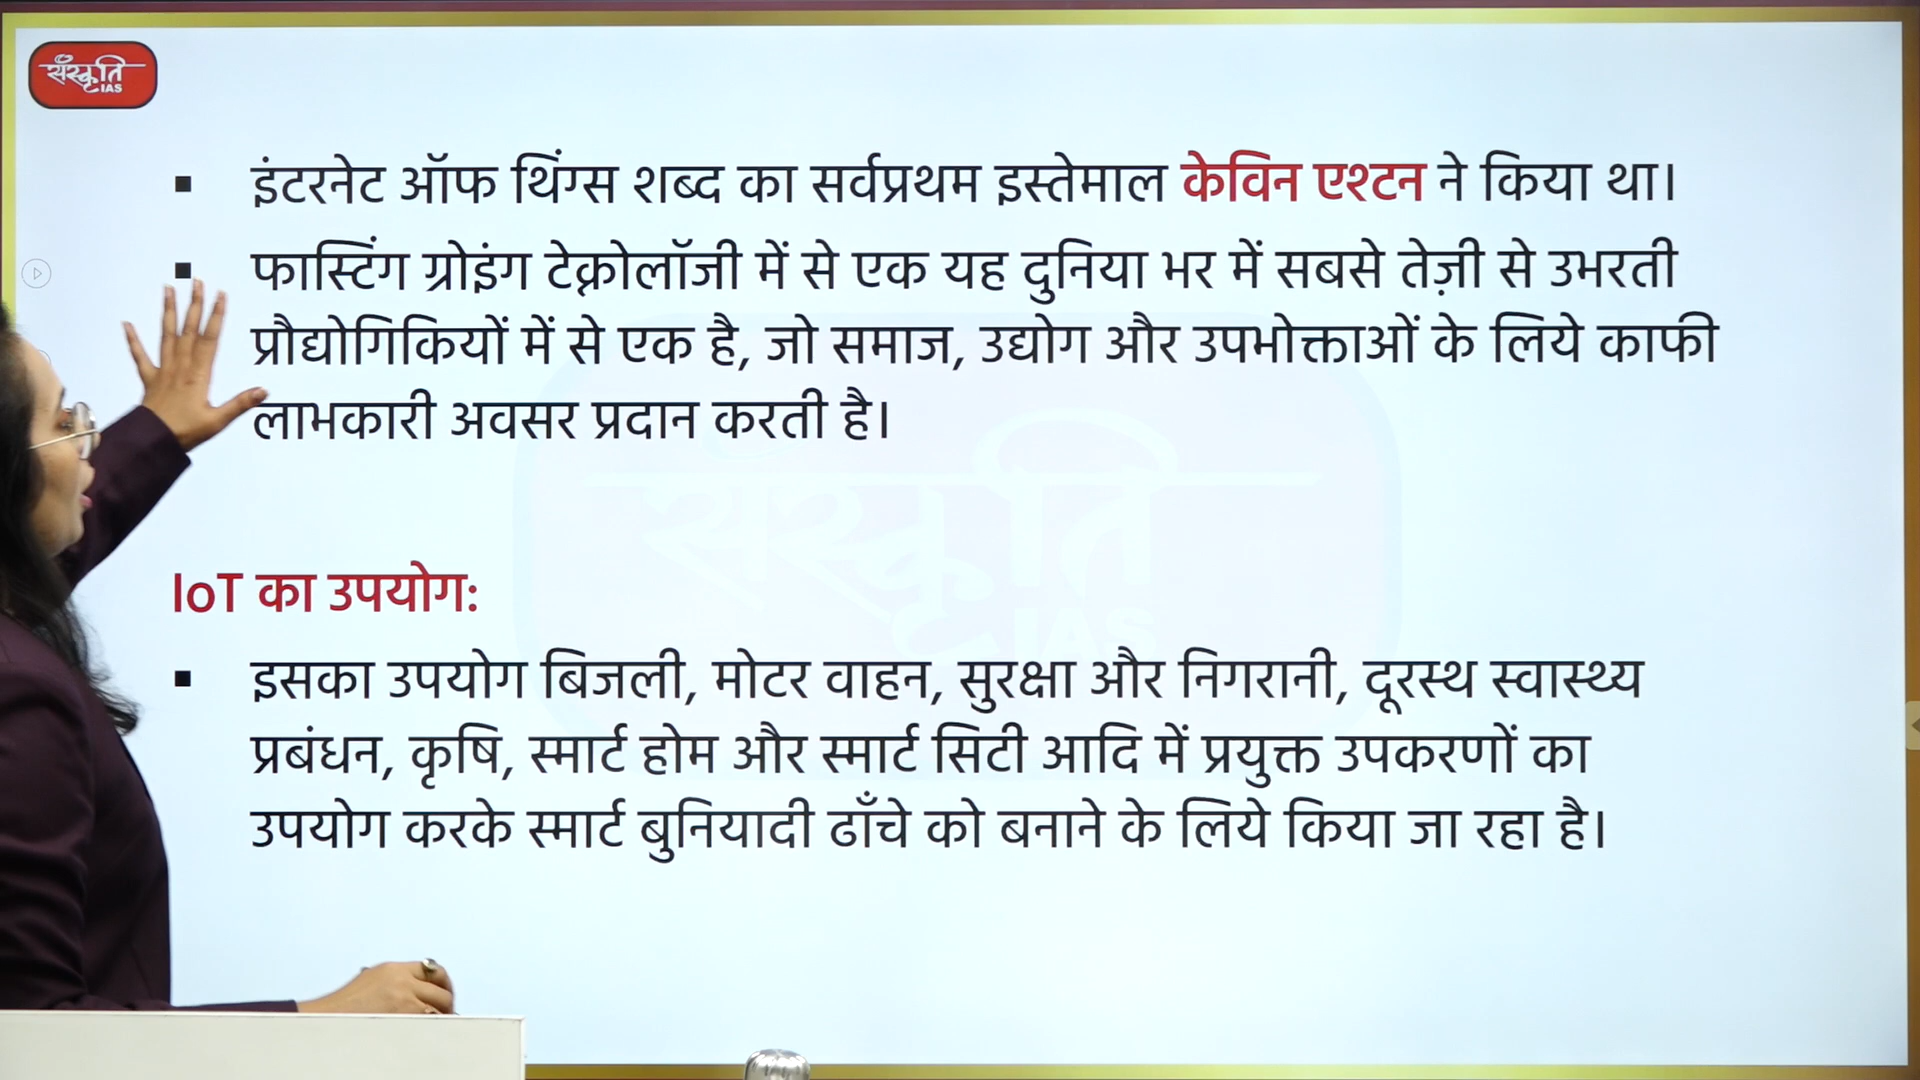 संस्कृति
IAS
▪ इंटरनेट ऑफ थिंग्स शब्द का सर्वप्रथम इस्तेमाल केविन एश्टन ने किया था।
▪ फास्टिंग ग्रोइंग टेक्नोलॉजी में से एक यह दुनिया भर में सबसे तेज़ी से उभरती
प्रौद्योगिकियों में से एक है, जो समाज, उद्योग और उपभोक्ताओं के लिये काफी
लाभकारी अवसर प्रदान करती है।
संस्कृति
IAS
IoT का उपयोग:
▪ इसका उपयोग बिजली, मोटर वाहन, सुरक्षा और निगरानी, दूरस्थ स्वास्थ्य
प्रबंधन, कृषि, स्मार्ट होम और स्मार्ट सिटी आदि में प्रयुक्त उपकरणों का
उपयोग करके स्मार्ट बुनियादी ढाँचे को बनाने के लिये किया जा रहा है।